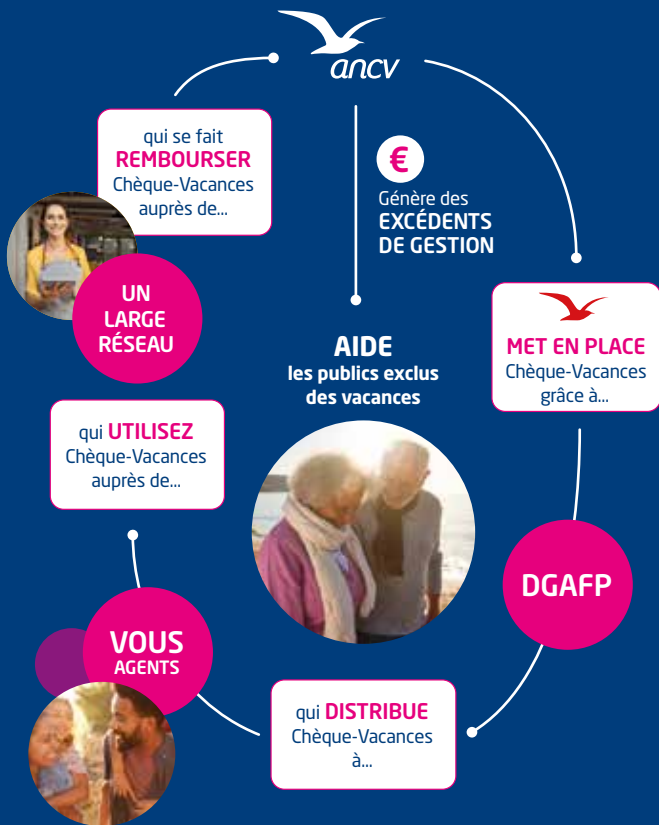 ancv
€
Génère des
EXCÉDENTS
DE GESTION
AIDE
les publics exclus
des vacances
MET EN PLACE
Chèque-Vacances
grâce à...
DGAFP
qui DISTRIBUE
Chèque-Vacances
à...
VOUS
AGENTS
qui UTILISEZ
Chèque-Vacances
auprès de...
UN
LARGE
RÉSEAU
qui se fait
REMBOURSER
Chèque-Vacances
auprès de...